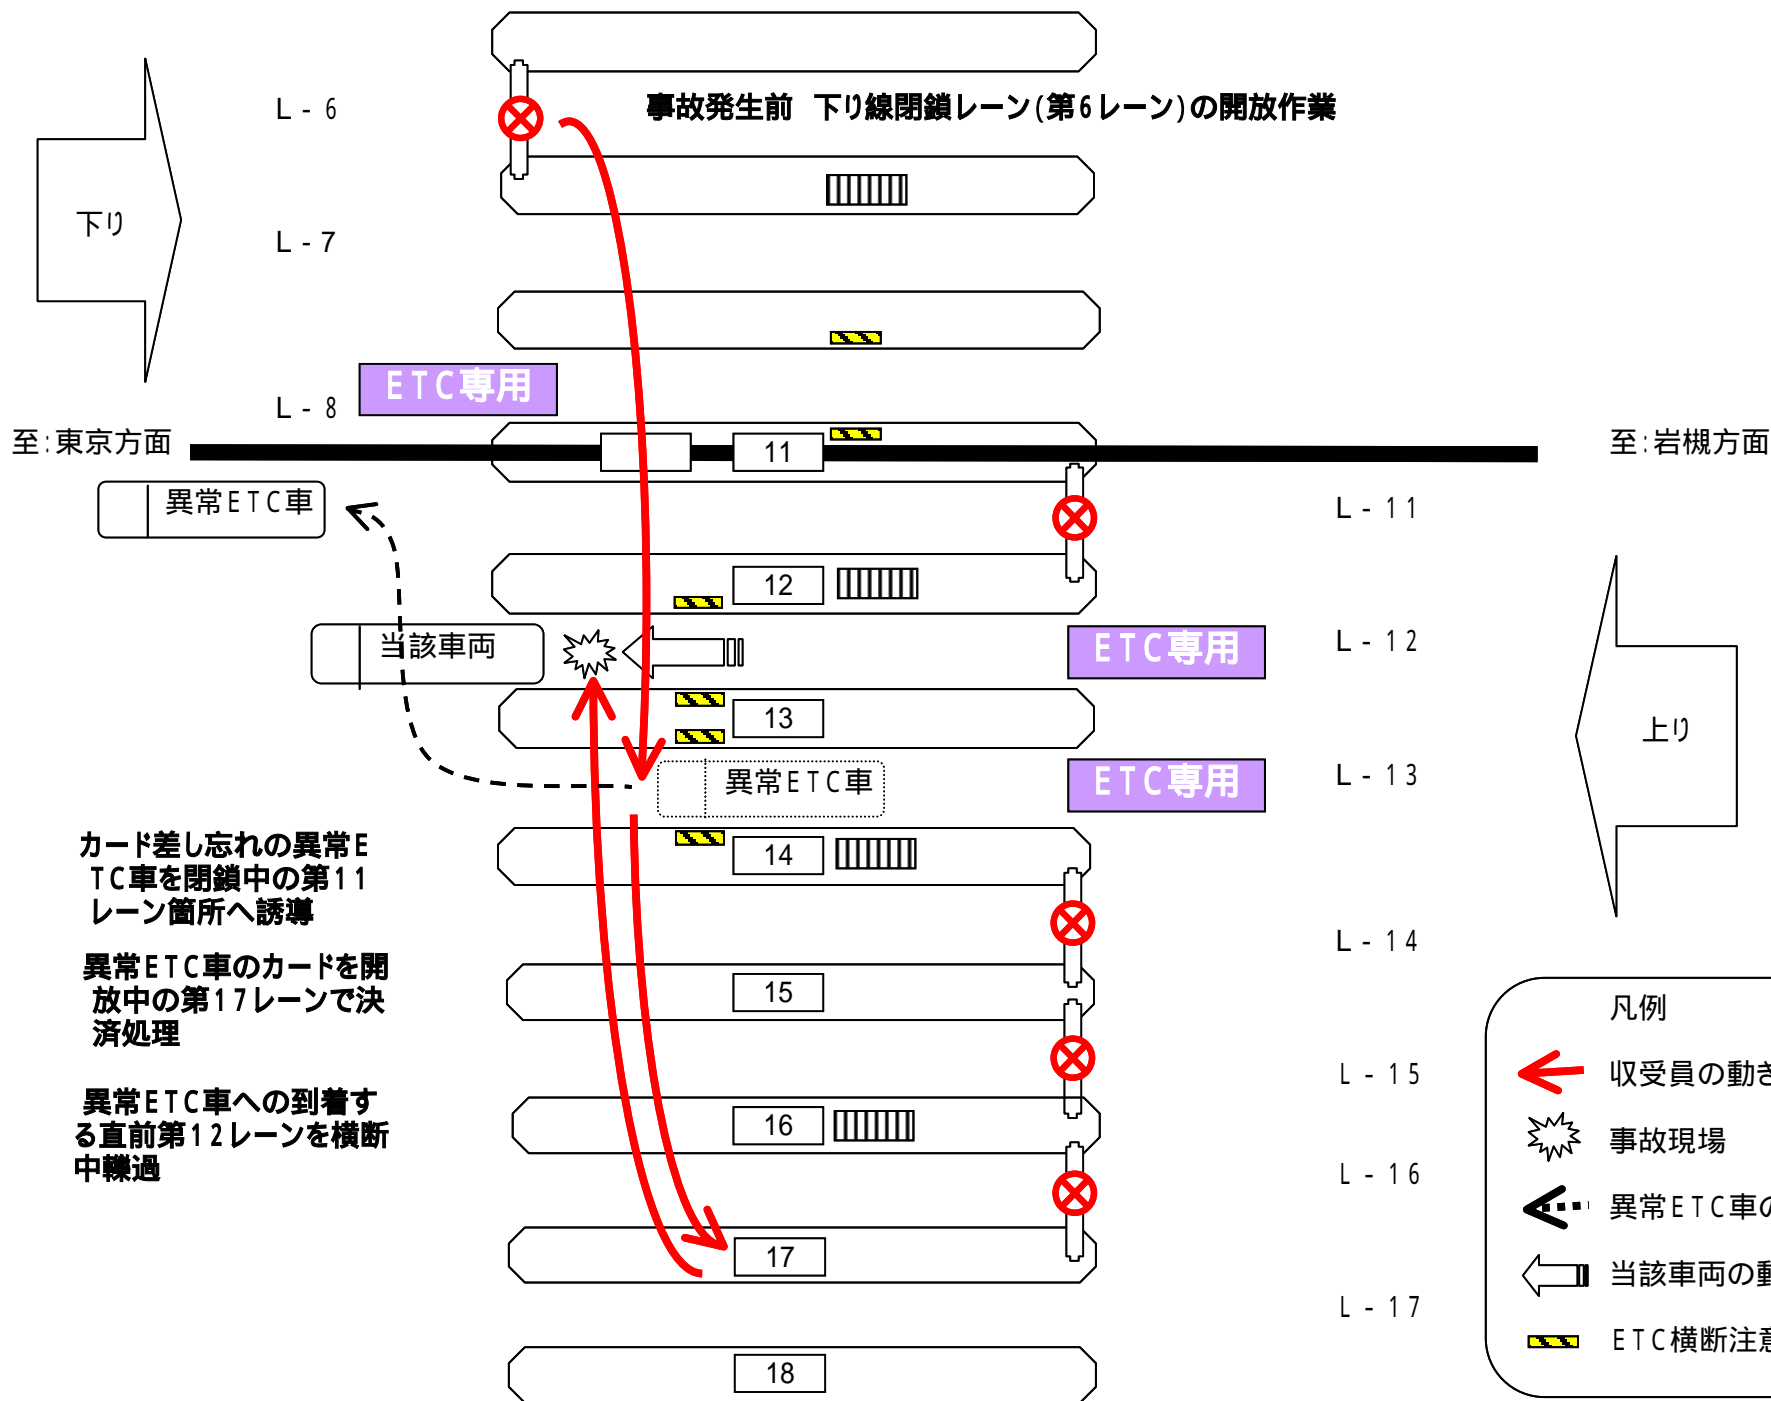 L-6
事故発生前 下り線閉鎖レーン(第6レーン)の開放作業
下り
L-7
ETC専用
L-8
至:東京方面
11
至:岩槻方面
異常ETC車
L-11
12
当該車両
ETC専用
L-12
13
上り
異常ETC車
ETC専用
L-13
カード差し忘れの異常E
TC車を閉鎖中の第11
レーン箇所へ誘導
14
L-14
異常ETC車のカードを開
放中の第17レーンで決
済処理
15
凡例
収受員の動き
L-15
異常ETC車への到着す
る直前第12レーンを横断
中轢過
16
事故現場
L-16
異常ETC車の
17
当該車両の動
L-17
ETC横断注意
18